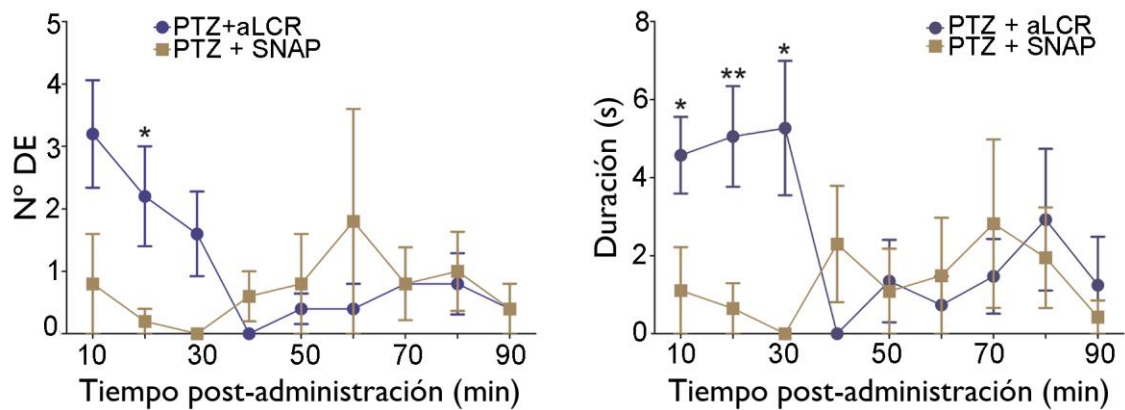 PTZ+aLCR
PTZ + SNAP
5
4
3
2
1
0
*
N° DE
10 30 50 70 90
Tiempo post-administración (min)
PTZ + aLCR
PTZ + SNAP
8
6
4
2
0
*
**
*
Duración (s)
10 30 50 70 90
Tiempo post-administración (min)